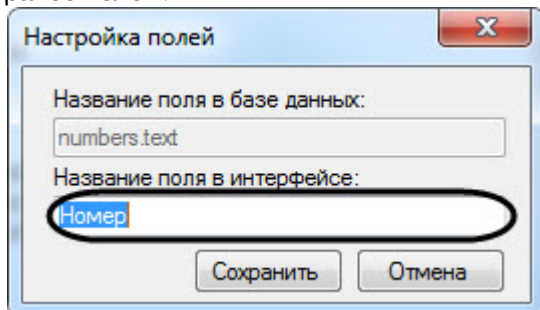 Настройка полей
Название поля в базе данных:
numbers.text
Название поля в интерфейсе:
Номер
Сохранить Отмена